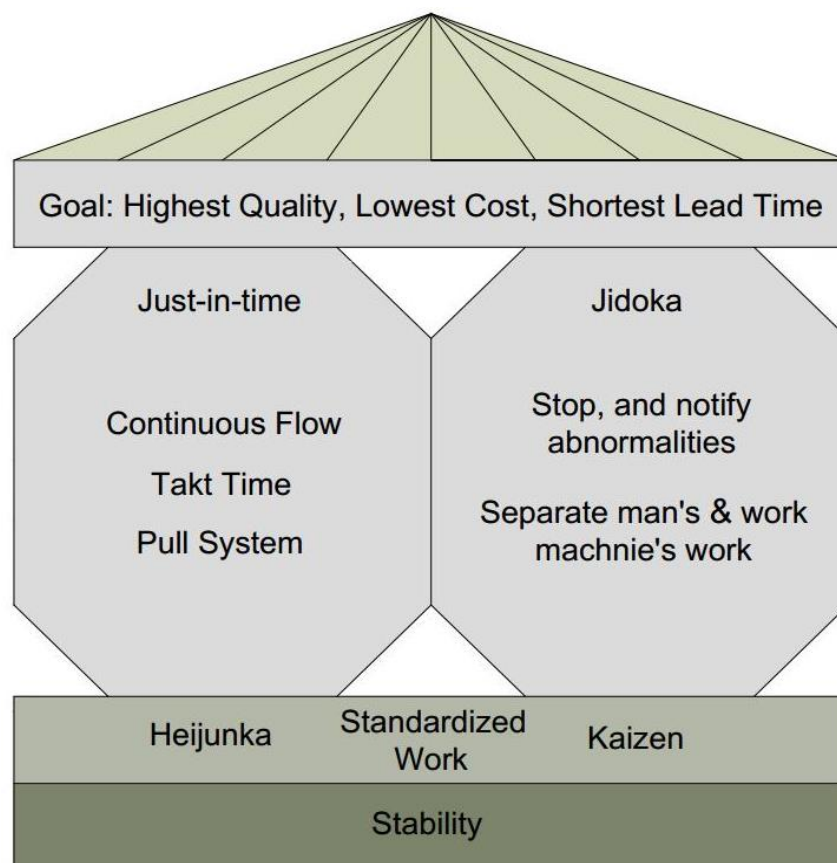 Goal: Highest Quality, Lowest Cost, Shortest Lead Time
Just-in-time
Continuous Flow
Takt Time
Pull System
Jidoka
Stop, and notify
abnormalities
Separate man's & work
machnie's work
Heijunka
Standardized
Work
Kaizen
Stability